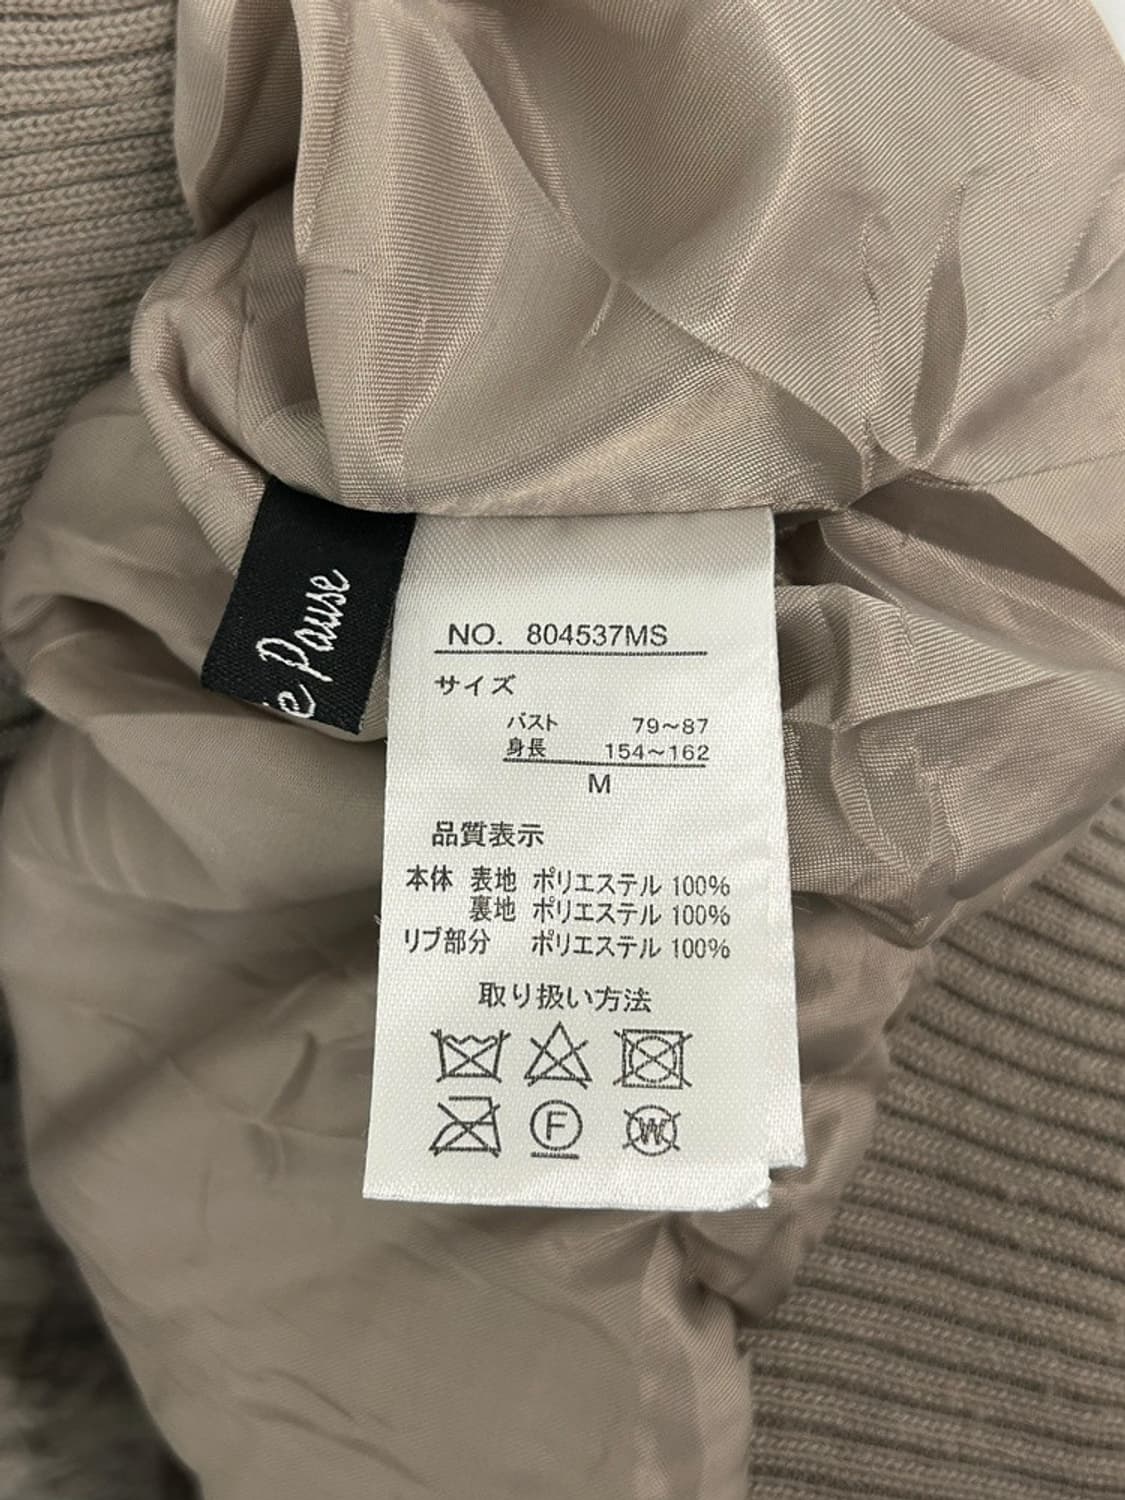 Pause
NO. 804537MS
サイズ
バスト 79～87
身長 154～162
M
品質表示
本体 表地 ポリエステル 100%
裏地 ポリエステル 100%
リブ部分 ポリエステル 100%
取り扱い方法
F
W